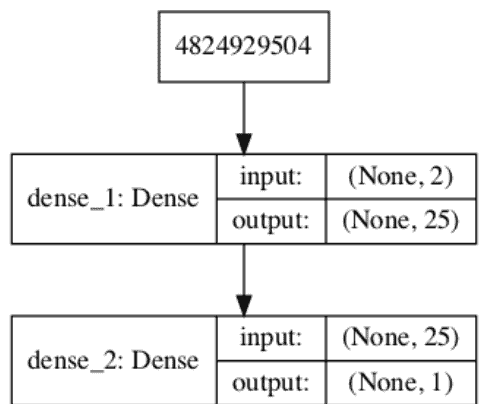 4824929504
dense_1: Dense
input: (None, 2)
output: (None, 25)
dense_2: Dense
input: (None, 25)
output: (None, 1)